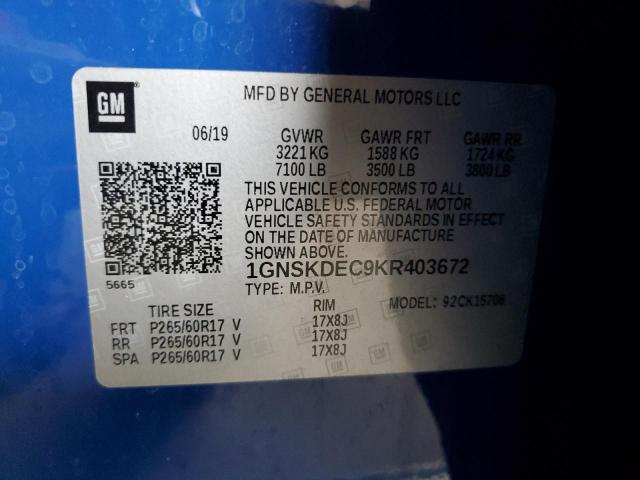 GM
MFD BY GENERAL MOTORS LLC
06/19 GVWR GAWR FRT GAWR RR
3221 KG 1588 KG 1724 KG
7100 LB 3500 LB 3800 LB
THIS VEHICLE CONFORMS TO ALL
APPLICABLE U.S. FEDERAL MOTOR
VEHICLE SAFETY STANDARDS IN EFFECT
ON THE DATE OF MANUFACTURE
SHOWN ABOVE.
1GNSKDEC9KR403672
5665
TYPE: M.P.V. MODEL: 92CK15706
TIRE SIZE RIM
FRT P265/60R17 V 17X8J
RR P265/60R17 V 17X8J
SPA P265/60R17 V 17X8J